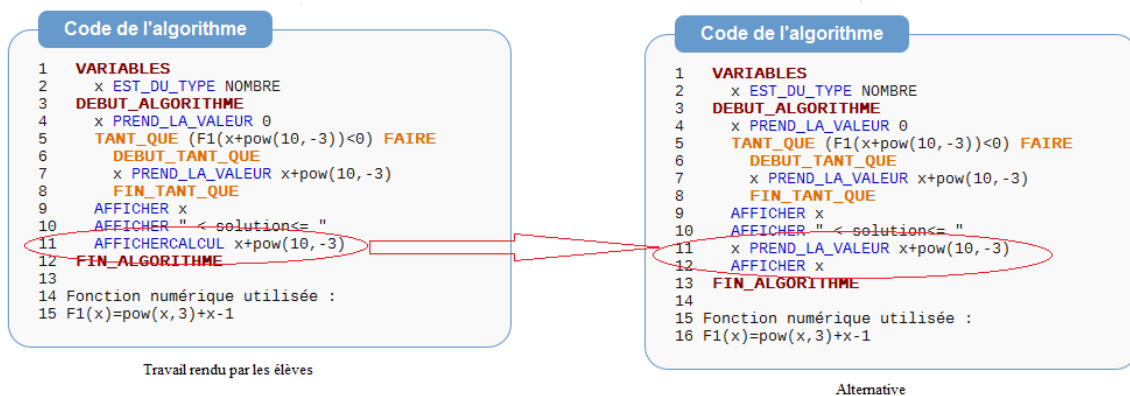 Code de l'algorithme
1 VARIABLES
2 x EST_DU_TYPE NOMBRE
3 DEBUT_ALGORITHME
4 x PREND_LA_VALEUR 0
5 TANT_QUE (F1(x+pow(10,-3))<0) FAIRE
6 DEBUT_TANT_QUE
7 x PREND_LA_VALEUR x+pow(10,-3)
8 FIN_TANT_QUE
9 AFFICHER x
10 AFFICHER " < solution<= "
11 AFFICHERCALCUL x+pow(10,-3)
12 FIN_ALGORITHME
13
14 Fonction numérique utilisée :
15 F1(x)=pow(x,3)+x-1
Travail rendu par les élèves
Code de l'algorithme
1 VARIABLES
2 x EST_DU_TYPE NOMBRE
3 DEBUT_ALGORITHME
4 x PREND_LA_VALEUR 0
5 TANT_QUE (F1(x+pow(10,-3))<0) FAIRE
6 DEBUT_TANT_QUE
7 x PREND_LA_VALEUR x+pow(10,-3)
8 FIN_TANT_QUE
9 AFFICHER x
10 AFFICHER " < solution<= "
11 x PREND_LA_VALEUR x+pow(10,-3)
12 AFFICHER x
13 FIN_ALGORITHME
14
15 Fonction numérique utilisée :
16 F1(x)=pow(x,3)+x-1
Alternative